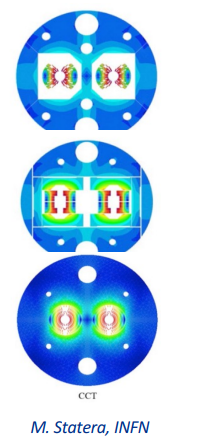 CCT
M. Statera, INFN